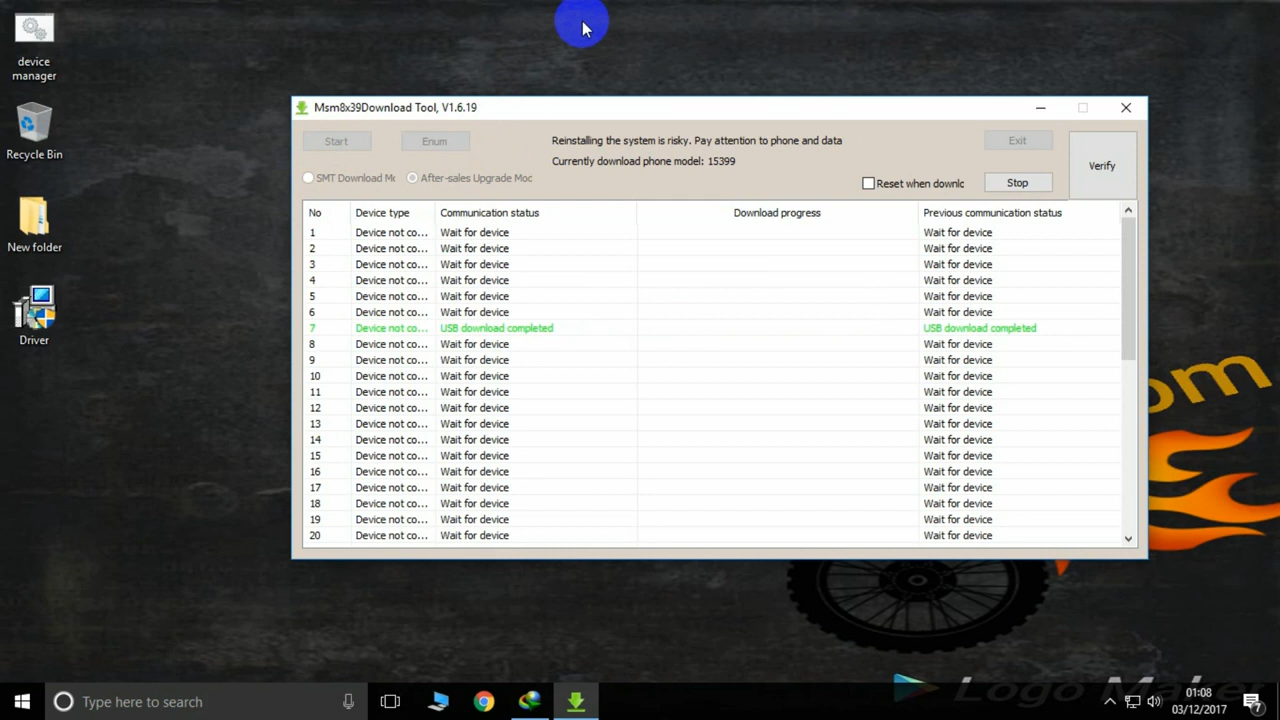 device
manager
Recycle Bin
New folder
Driver
Msm8x39Download Tool, V1.6.19
Start
Enum
Reinstalling the system is risky. Pay attention to phone and data
Exit
Verify
Currently download phone model: 15399
SMT Download Mc
After-sales Upgrade Moc
Reset when downlc
Stop
No Device type Communication status Download progress Previous communication status
1 Device not co... Wait for device Wait for device
2 Device not co... Wait for device Wait for device
3 Device not co... Wait for device Wait for device
4 Device not co... Wait for device Wait for device
5 Device not co... Wait for device Wait for device
6 Device not co... Wait for device Wait for device
7 Device not co... USB download completed USB download completed
8 Device not co... Wait for device Wait for device
9 Device not co... Wait for device Wait for device
10 Device not co... Wait for device Wait for device
11 Device not co... Wait for device Wait for device
12 Device not co... Wait for device Wait for device
13 Device not co... Wait for device Wait for device
14 Device not co... Wait for device Wait for device
15 Device not co... Wait for device Wait for device
16 Device not co... Wait for device Wait for device
17 Device not co... Wait for device Wait for device
18 Device not co... Wait for device Wait for device
19 Device not co... Wait for device Wait for device
20 Device not co... Wait for device Wait for device
om
Logo Maker
Type here to search
01:08
03/12/2017
7